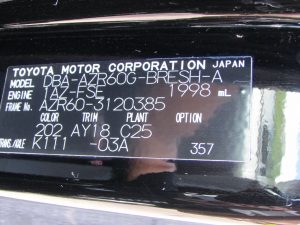 TOYOTA MOTOR CORPORATION JAPAN
MODEL DBA-AZR60G-BRESH-A
ENGINE 1AZ-FSE 1998 mL
FRAME No. AZR60-3120385
COLOR TRIM PLANT OPTION
202 AY18 C25
TRANS/AXLE K111 -03A 357